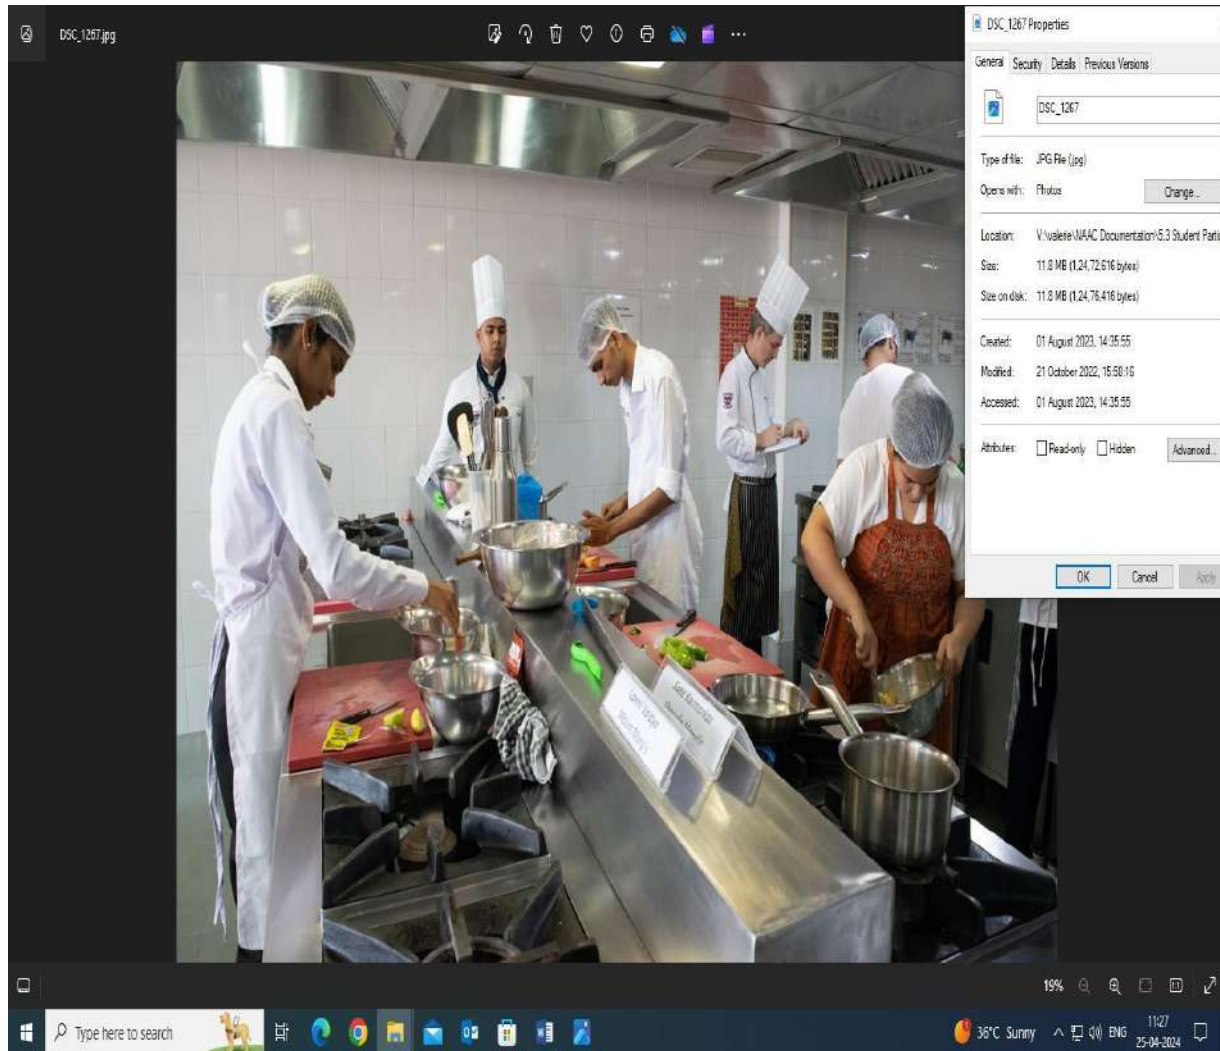 DSC_1267.jpg
DSC_1267 Properties
General Security Details Previous Versions
DSC_1267
Type of file: JPG File (.jpg)
Opens with: Photos
Change...
Location: V:\valerie\NAAC Documentation\5.3 Student Partic
Size: 11.8 MB (1,24,72,616 bytes)
Size on disk: 11.8 MB (1,24,76,416 bytes)
Created: 01 August 2023, 14:35:55
Modified: 21 October 2022, 15:50:16
Accessed: 01 August 2023, 14:35:55
Attributes: Read-only Hidden
Advanced...
OK Cancel Apply
19%
Type here to search
36°C Sunny
ENG
11:27
25-04-2024